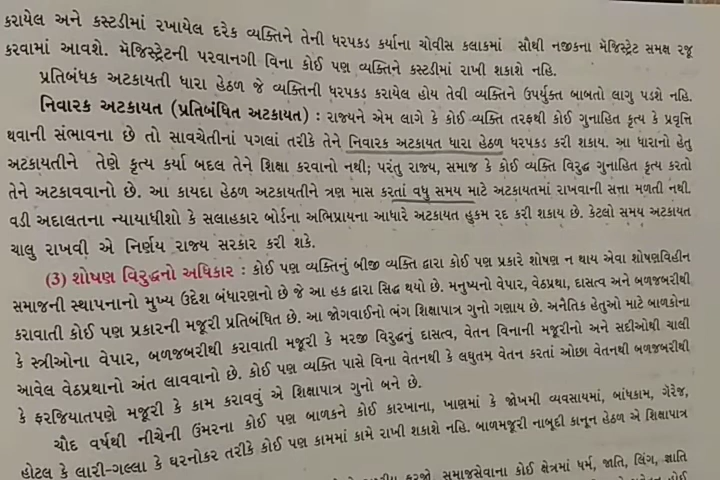 કરાયેલ અને કસ્ટડીમાં રખાયેલ દરેક વ્યક્તિને તેની ધરપકડ કર્યાના ચોવીસ કલાકમાં સૌથી નજીકના મૅજિસ્ટ્રેટ સમક્ષ રજૂ
કરવામાં આવશે. મૅજિસ્ટ્રેટની પરવાનગી વિના કોઈ પણ વ્યક્તિને કસ્ટડીમાં રાખી શકાશે નહિ.
પ્રતિબંધક અટકાયતી ધારા હેઠળ જે વ્યક્તિની ધરપકડ કરાયેલ હોય તેવી વ્યક્તિને ઉપર્યુક્ત બાબતો લાગુ પડશે નહિ.
નિવારક અટકાયત (પ્રતિબંધિત અટકાયત) : રાજ્યને એમ લાગે કે કોઈ વ્યક્તિ તરફથી કોઈ ગુનાહિત કૃત્ય કે પ્રવૃત્તિ
થવાની સંભાવના છે તો સાવચેતીનાં પગલાં તરીકે તેને નિવારક અટકાયત ધારા હેઠળ ધરપકડ કરી શકાય. આ ધારાનો હેતુ
અટકાયતીને તેણે કૃત્ય કર્યા બદલ તેને શિક્ષા કરવાનો નથી; પરંતુ રાજ્ય, સમાજ કે કોઈ વ્યક્તિ વિરુદ્ધ ગુનાહિત કૃત્ય કરતો
તેને અટકાવવાનો છે. આ કાયદા હેઠળ અટકાયતીને ત્રણ માસ કરતાં વધુ સમય માટે અટકાયતમાં રાખવાની સત્તા મળતી નથી.
વડી અદાલતના ન્યાયાધીશો કે સલાહકાર બોર્ડના અભિપ્રાયના આધારે અટકાયત હુકમ રદ કરી શકાય છે. કેટલો સમય અટકાયત
ચાલુ રાખવી એ નિર્ણય રાજ્ય સરકાર કરી શકે.
(3) શોષણ વિરુદ્ધનો અધિકાર : કોઈ પણ વ્યક્તિનું બીજી વ્યક્તિ દ્વારા કોઈ પણ પ્રકારે શોષણ ન થાય એવા શોષણવિહીન
સમાજની સ્થાપનાનો મુખ્ય ઉદેશ બંધારણનો છે જે આ હક દ્વારા સિદ્ધ થયો છે. મનુષ્યનો વેપાર, વેઠપ્રથા, દાસત્વ અને બળજબરીથી
કરાવાતી કોઈ પણ પ્રકારની મજૂરી પ્રતિબંધિત છે. આ જોગવાઈનો ભંગ શિક્ષાપાત્ર ગુનો ગણાય છે. અનૈતિક હેતુઓ માટે બાળકોના
કે સ્ત્રીઓના વેપાર, બળજબરીથી કરાવાતી મજૂરી કે મરજી વિરુદ્ધનું દાસત્વ, વેતન વિનાની મજૂરીનો અને સદીઓથી ચાલી
આવેલ વેઠપ્રથાનો અંત લાવવાનો છે. કોઈ પણ વ્યક્તિ પાસે વિના વેતનથી કે લઘુતમ વેતન કરતાં ઓછા વેતનથી બળજબરીથી
કે ફરજિયાતપણે મજૂરી કે કામ કરાવવું એ શિક્ષાપાત્ર ગુનો બને છે.
ચૌદ વર્ષથી નીચેની ઉંમરના કોઈ પણ બાળકને કોઈ કારખાના, ખાણમાં કે જોખમી વ્યવસાયમાં, બાંધકામ, ગૅરેજ,
હોટલ કે લારી-ગલ્લા કે ઘરનોકર તરીકે કોઈ પણ કામમાં કામે રાખી શકાશે નહિ. બાળમજૂરી નાબૂદી કાનૂન હેઠળ એ શિક્ષાપાત્ર
ફરજો, સમાજસેવાના કોઈ ક્ષેત્રમાં ધર્મ, જાતિ, લિંગ, જ્ઞાતિ